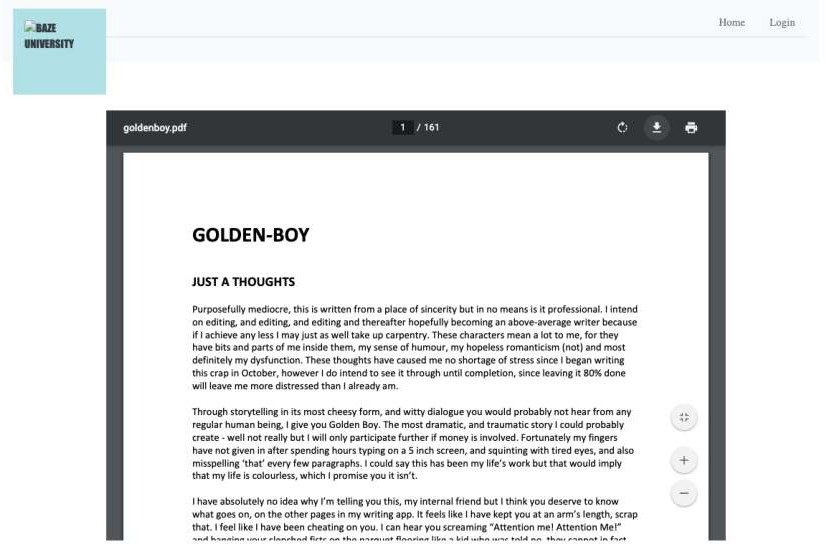 BAZE
UNIVERSITY
Home Login
goldenboy.pdf 1 / 161
GOLDEN-BOY
JUST A THOUGHTS
Purposefully mediocre, this is written from a place of sincerity but in no means is it professional. I intend
on editing, and editing, and editing and thereafter hopefully becoming an above-average writer because
if I achieve any less I may just as well take up carpentry. These characters mean a lot to me, for they
have bits and parts of me inside them, my sense of humour, my hopeless romanticism (not) and most
definitely my dysfunction. These thoughts have caused me no shortage of stress since I began writing
this crap in October, however I do intend to see it through until completion, since leaving it 80% done
will leave me more distressed than I already am.
Through storytelling in its most cheesy form, and witty dialogue you would probably not hear from any
regular human being, I give you Golden Boy. The most dramatic, and traumatic story I could probably
create - well not really but I will only participate further if money is involved. Fortunately my fingers
have not given in after spending hours typing on a 5 inch screen, and squinting with tired eyes, and also
misspelling ‘that’ every few paragraphs. I could say this has been my life’s work but that would imply
that my life is colourless, which I promise you it isn’t.
I have absolutely no idea why I’m telling you this, my internal friend but I think you deserve to know
what goes on, on the other pages in my writing app. It feels like I have kept you at an arm’s length, scrap
that. I feel like I have been cheating on you. I can hear you screaming “Attention me! Attention Me!”
and banging your clenched fists on the parquet flooring like a kid who was told no, they cannot in fact